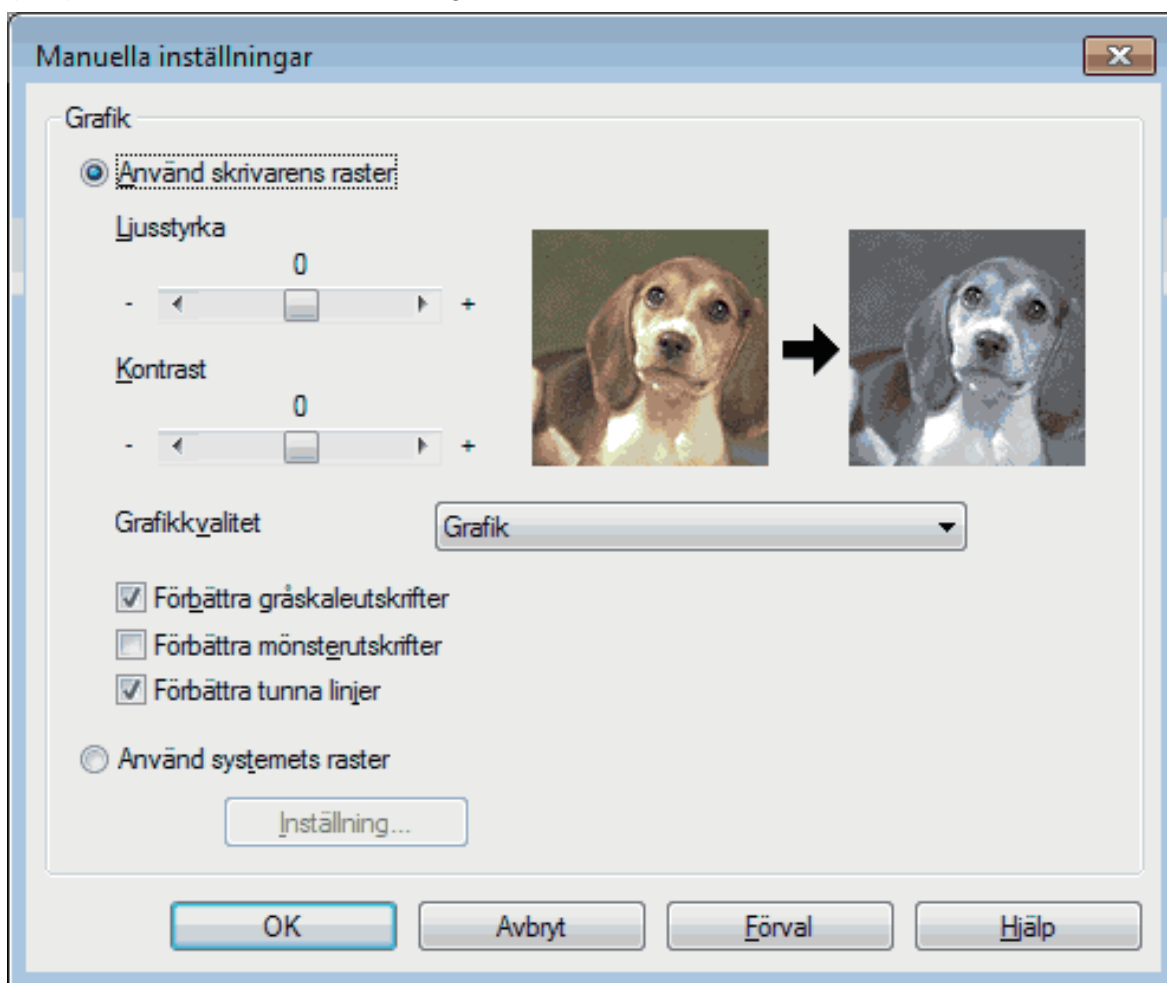 Manuella inställningar
Grafik
Använd skrivarens raster
Ljusstyrka
0
- +
Kontrast
0
- +
Grafikkvalitet
Grafik
Förbättra gråskaleutskrifter
Förbättra mönsterutskrifter
Förbättra tunna linjer
Använd systemets raster
Inställning...
OK Avbryt Förval Hjälp